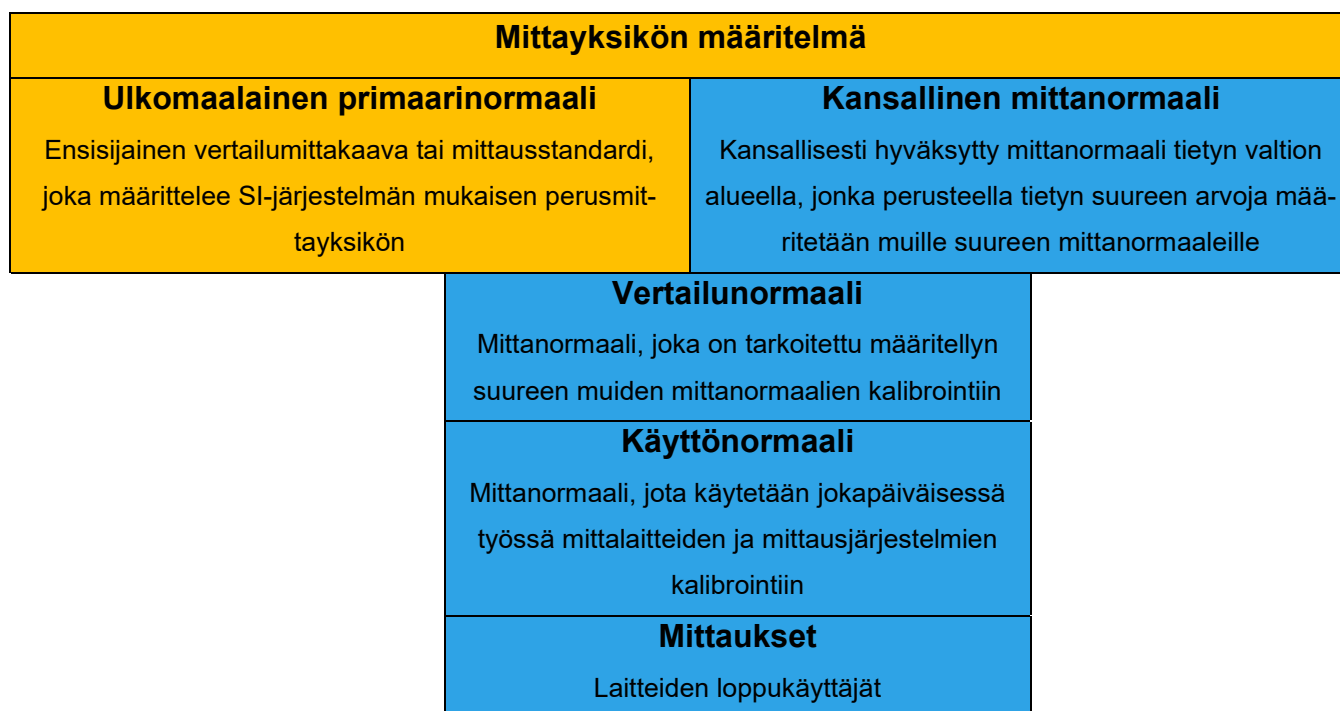 Mittayksikön määritelmä
Ulkomaalainen primaarinormaali
Ensisijainen vertailumittakaava tai mittausstandardi,
joka määrittelee SI-järjestelmän mukaisen perusmit-
tayksikön
Kansallinen mittanormaali
Kansallisesti hyväksytty mittanormaali tietyn valtion
alueella, jonka perusteella tietyn suureen arvoja mää-
ritetään muille suureen mittanormaaleille
Vertailunormaali
Mittanormaali, joka on tarkoitettu määritellyn
suureen muiden mittanormaalien kalibrointiin
Käyttönormaali
Mittanormaali, jota käytetään jokapäiväisessä
työssä mittalaitteiden ja mittausjärjestelmien
kalibrointiin
Mittaukset
Laitteiden loppukäyttäjät